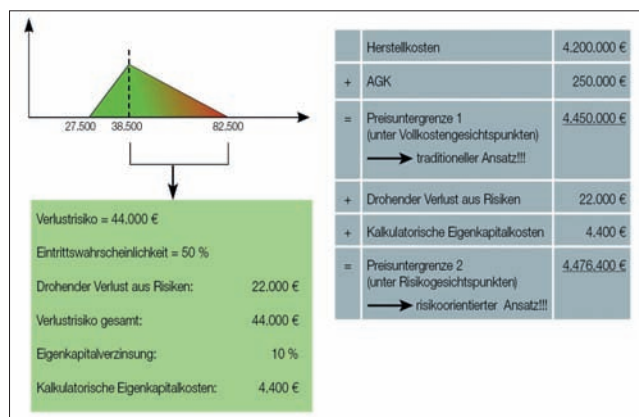 27.500 38.500 82.500
Verlustrisiko = 44.000 €
Eintrittswahrscheinlichkeit = 50 %
Drohender Verlust aus Risiken: 22.000 €
Verlustrisiko gesamt: 44.000 €
Eigenkapitalverzinsung: 10 %
Kalkulatorische Eigenkapitalkosten: 4.400 €
Herstellkosten 4.200.000 €
+ AGK 250.000 €
= Preisuntergrenze 1 4.450.000 €
(unter Vollkostengesichtspunkten)
traditioneller Ansatz!!!
+ Drohender Verlust aus Risiken 22.000 €
+ Kalkulatorische Eigenkapitalkosten 4.400 €
= Preisuntergrenze 2 4.476.400 €
(unter Risikogesichtspunkten)
risikoorientierter Ansatz!!!